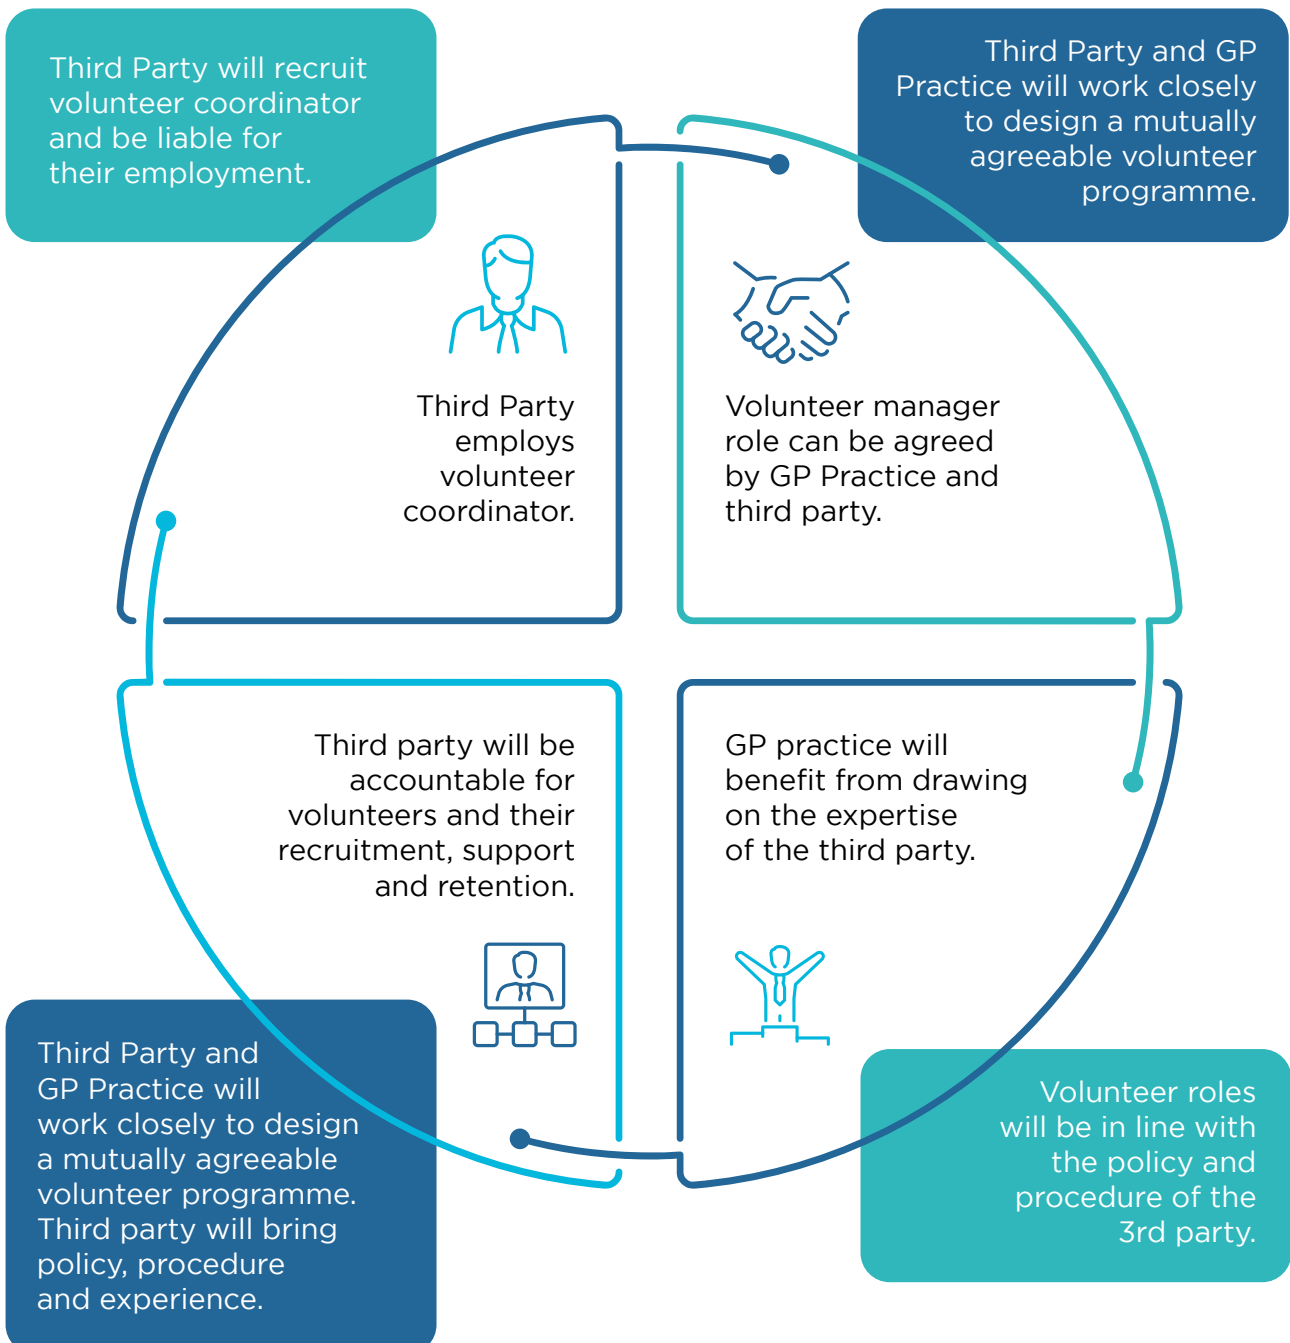 Third Party will recruit
volunteer coordinator
and be liable for
their employment.
Third Party and GP
Practice will work closely
to design a mutually
agreeable volunteer
programme.
Third Party
employs
volunteer
coordinator.
Volunteer manager
role can be agreed
by GP Practice and
third party.
Third party will be
accountable for
volunteers and their
recruitment, support
and retention.
GP practice will
benefit from drawing
on the expertise
of the third party.
Third Party and
GP Practice will
work closely to design
a mutually agreeable
volunteer programme.
Third party will bring
policy, procedure
and experience.
Volunteer roles
will be in line with
the policy and
procedure of the
3rd party.